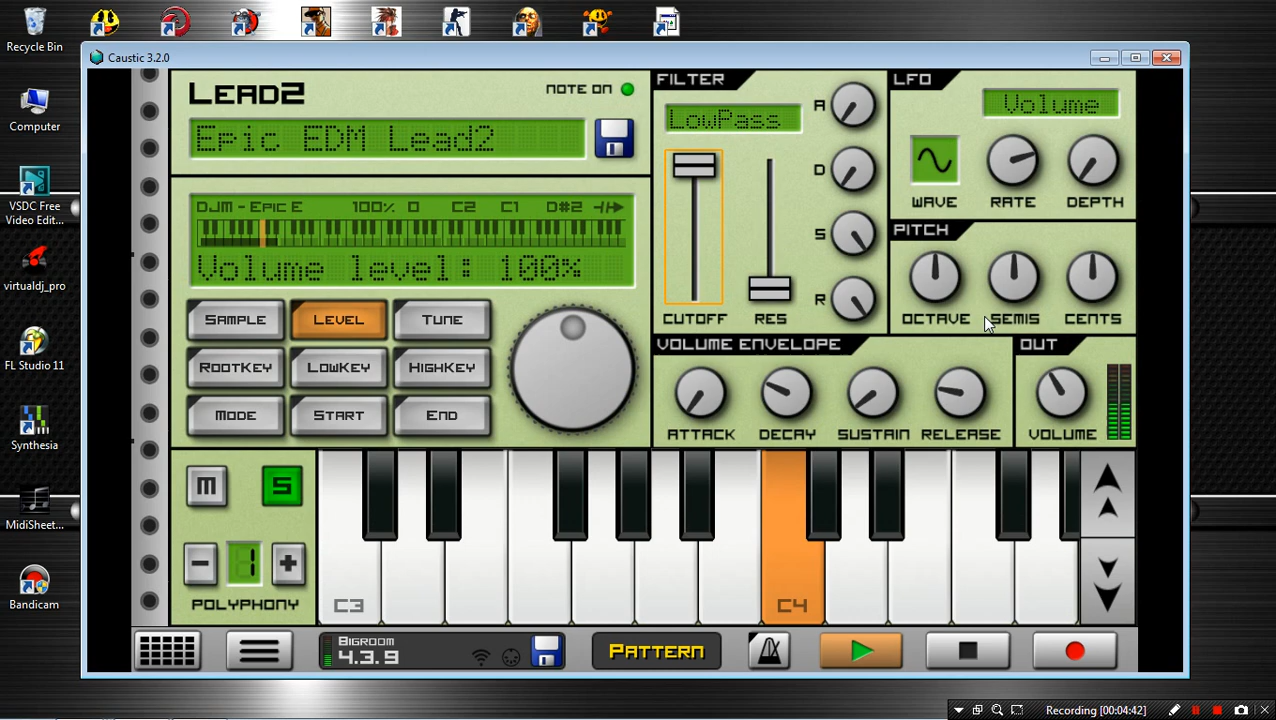 Recycle Bin
Computer
VSDC Free
Video Edit...
virtualdj_pro
FL Studio 11
Synthesia
MidiSheet...
Bandicam
Caustic 3.2.0
LEAD2
NOTE ON
Epic EDM Lead2
DJM - EPIC E 100% 0 C2 C1 D#2
Volume level: 100%
SAMPLE LEVEL TUNE
ROOTKEY LOWKEY HIGHKEY
MODE START END
FILTER
LowPass
A
D
S
R
CUTOFF RES
LFO
Volume
WAVE RATE DEPTH
PITCH
OCTAVE SEMIS CENTS
VOLUME ENVELOPE
ATTACK DECAY SUSTAIN RELEASE
OUT
VOLUME
M S
- 1 +
POLYPHONY
C3 C4
BIGROOM
4.3.9
PATTERN
Recording [00:04:42]